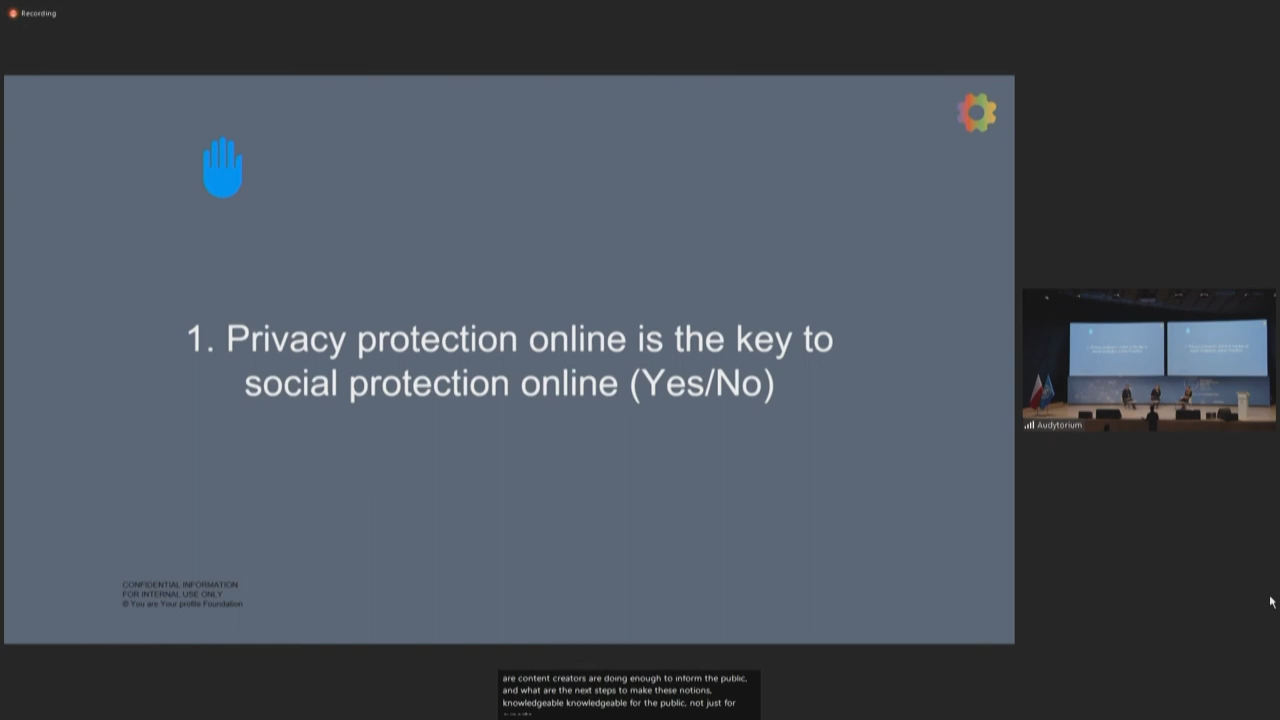 Recording
1. Privacy protection online is the key to
social protection online (Yes/No)
CONFIDENTIAL INFORMATION
FOR INTERNAL USE ONLY
© You are Your profile Foundation
Audytorium
are content creators are doing enough to inform the public,
and what are the next steps to make these notions,
knowledgeable knowledgeable for the public, not just for